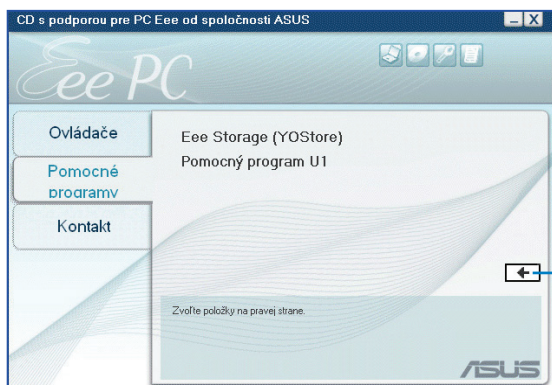 CD s podporou pre PC Eee od spoločnosti ASUS
Eee PC
Ovládače
Pomocné
programy
Kontakt
Eee Storage (YOStore)
Pomocný program U1
Zvoľte položky na pravej strane.
ASUS